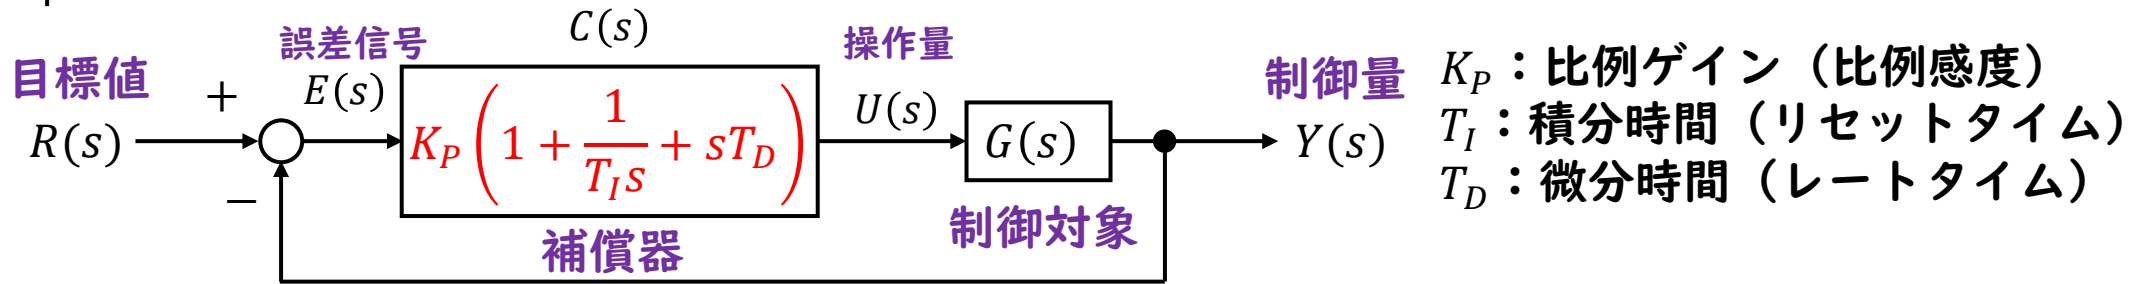 目標値
R(s)
+
−
誤差信号
E(s)
C(s)
K_P(1 + 1/(T_I s) + sT_D)
補償器
操作量
U(s)
G(s)
制御対象
制御量
Y(s)
K_P：比例ゲイン（比例感度）
T_I：積分時間（リセットタイム）
T_D：微分時間（レートタイム）